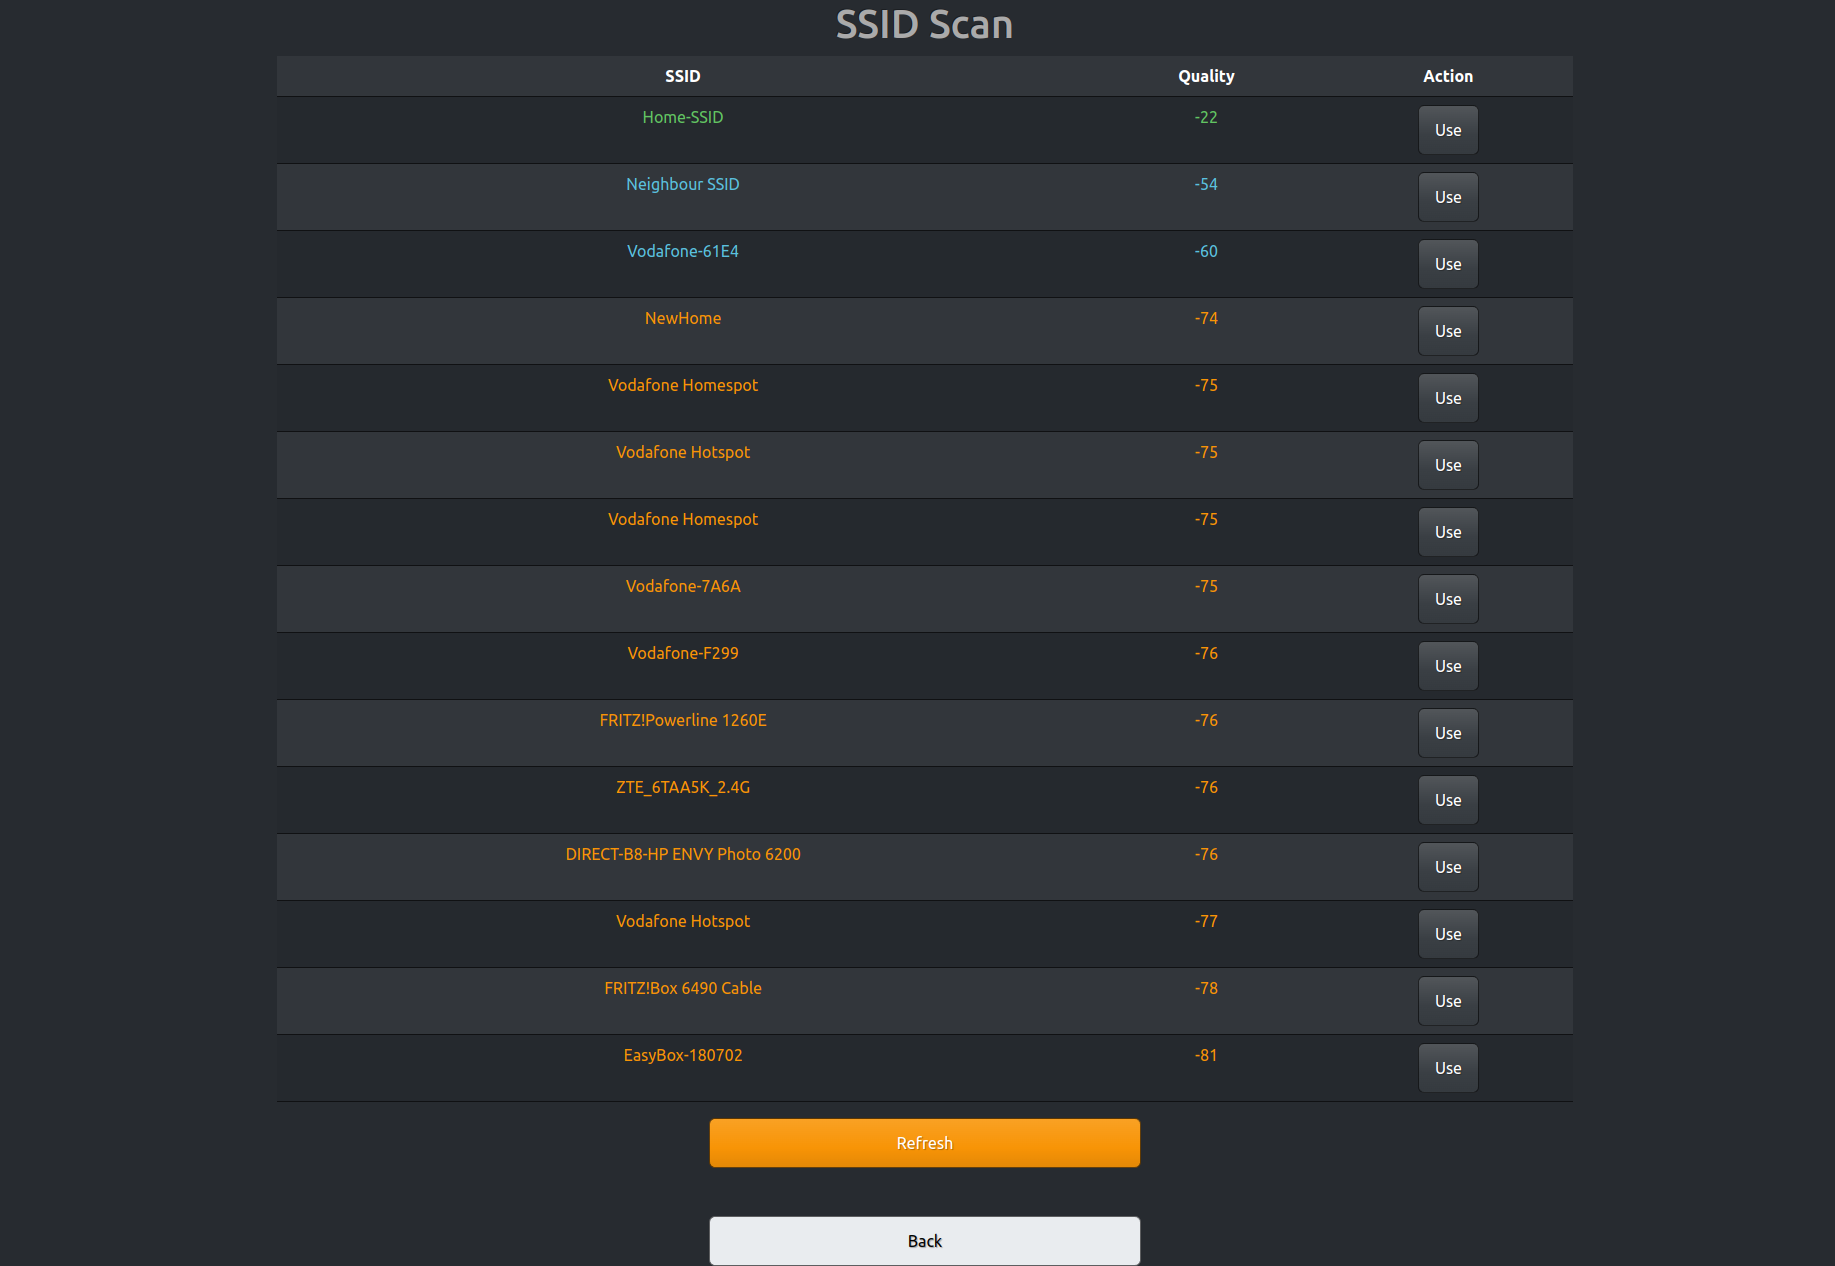 SSID Scan
SSID Quality Action
Home-SSID -22 Use
Neighbour SSID -54 Use
Vodafone-61E4 -60 Use
NewHome -74 Use
Vodafone Homespot -75 Use
Vodafone Hotspot -75 Use
Vodafone Homespot -75 Use
Vodafone-7A6A -75 Use
Vodafone-F299 -76 Use
FRITZ!Powerline 1260E -76 Use
ZTE_6TAA5K_2.4G -76 Use
DIRECT-B8-HP ENVY Photo 6200 -76 Use
Vodafone Hotspot -77 Use
FRITZ!Box 6490 Cable -78 Use
EasyBox-180702 -81 Use
Refresh
Back